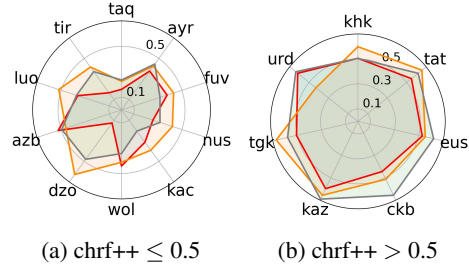 taq
tir
ayr
0.5
luo
fuv
0.1
azb
nus
dzo
kac
wol
khk
urd
tat
0.5
0.3
0.1
tgk
eus
kaz
ckb
(a) chrf++ ≤ 0.5
(b) chrf++ > 0.5